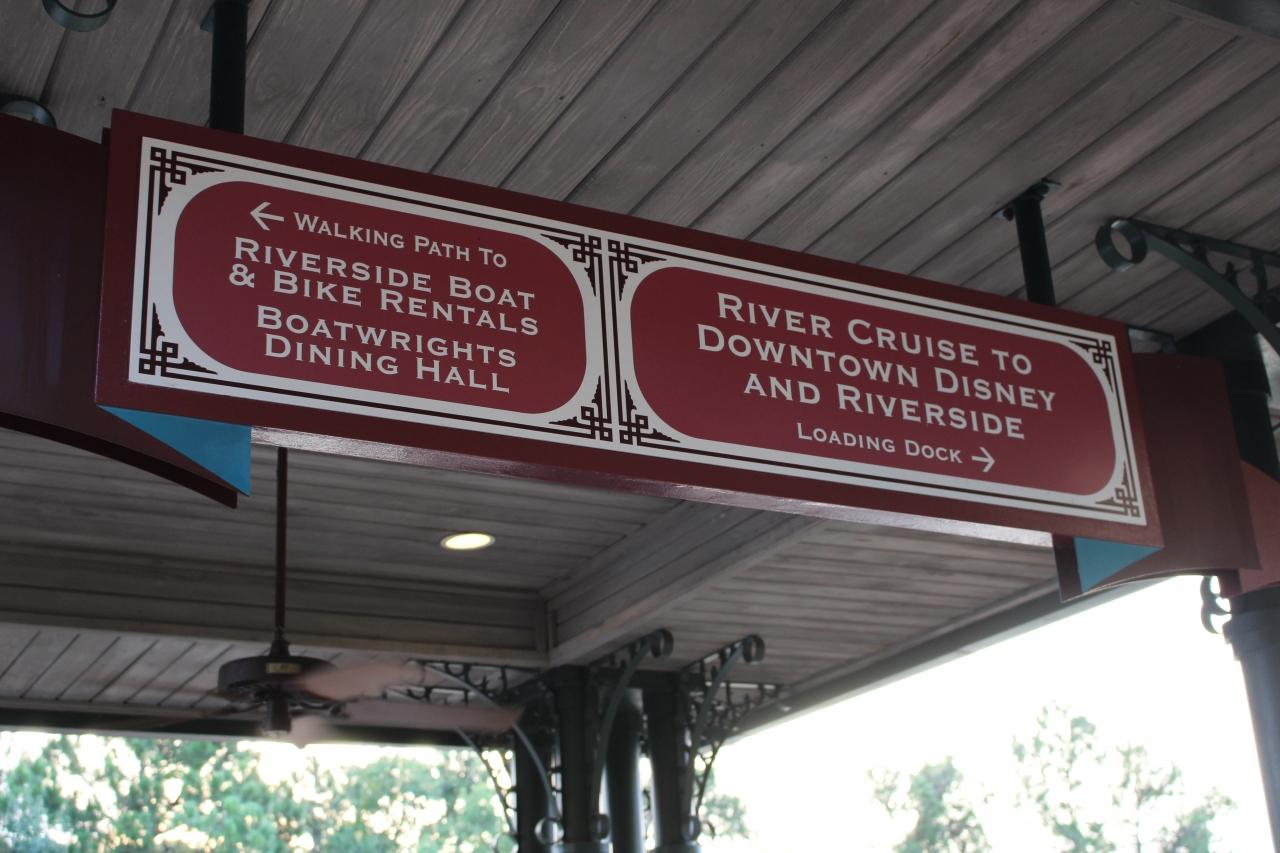 ← Walking Path To
Riverside Boat
& Bike Rentals
Boatwrights
Dining Hall
River Cruise to
Downtown Disney
and Riverside
Loading Dock →